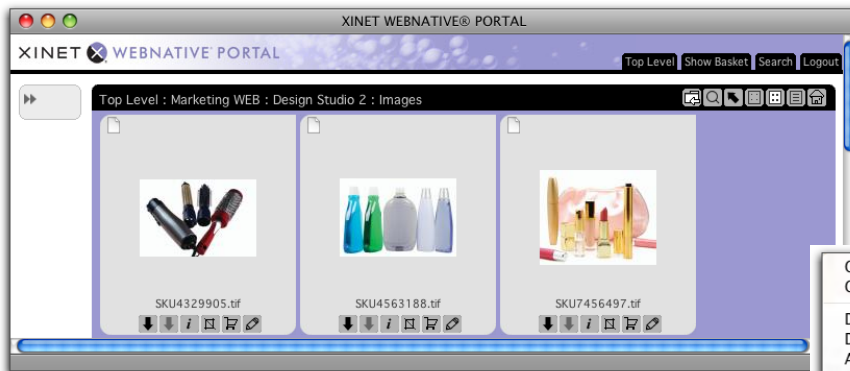 XINET WEBNATIVE® PORTAL
XINET WEBNATIVE® PORTAL
Top Level Show Basket Search Logout
Top Level : Marketing WEB : Design Studio 2 : Images
SKU4329905.tif SKU4563188.tif SKU7456497.tif